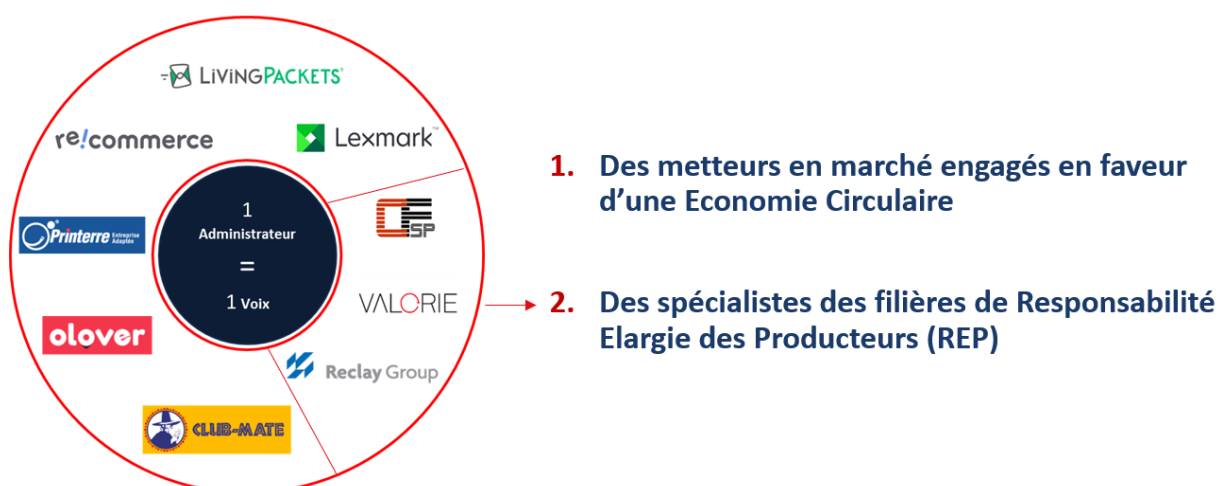 LiViNGPACKETS®
re!commerce
Lexmark™
1
Administrateur
=
1 Voix
Printerre Entreprise
Adaptée
SP
VALORIE
olover
Reclay Group
CLUB-MATE
1. Des metteurs en marché engagés en faveur
d’une Economie Circulaire
2. Des spécialistes des filières de Responsabilité
Elargie des Producteurs (REP)